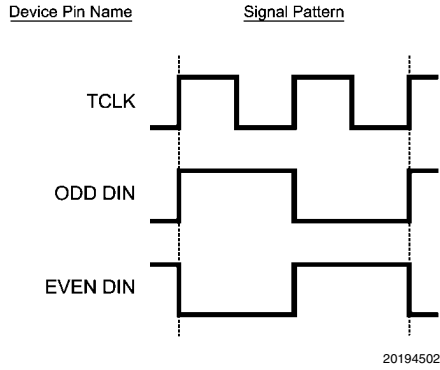 Device Pin Name Signal Pattern
TCLK
ODD DIN
EVEN DIN
20194502